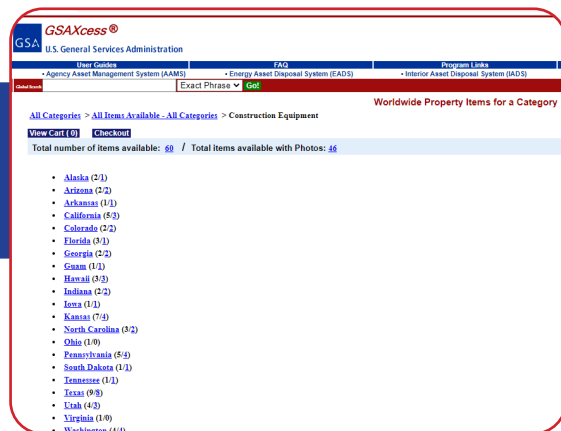 GSAXcess®
GSA
U.S. General Services Administration
User Guides FAQ Program Links
• Agency Asset Management System (AAMS) • Energy Asset Disposal System (EADS) • Interior Asset Disposal System (IADS)
Global Search Exact Phrase Go!
Worldwide Property Items for a Category
All Categories > All Items Available - All Categories > Construction Equipment
View Cart ( 0) Checkout
Total number of items available: 60 / Total items available with Photos: 46
• Alaska (2/1)
• Arizona (2/2)
• Arkansas (1/1)
• California (5/3)
• Colorado (2/2)
• Florida (3/1)
• Georgia (2/2)
• Guam (1/1)
• Hawaii (3/3)
• Indiana (2/2)
• Iowa (1/1)
• Kansas (7/4)
• North Carolina (3/2)
• Ohio (1/0)
• Pennsylvania (5/4)
• South Dakota (1/1)
• Tennessee (1/1)
• Texas (9/8)
• Utah (4/3)
• Virginia (1/0)
• Washington (4/4)